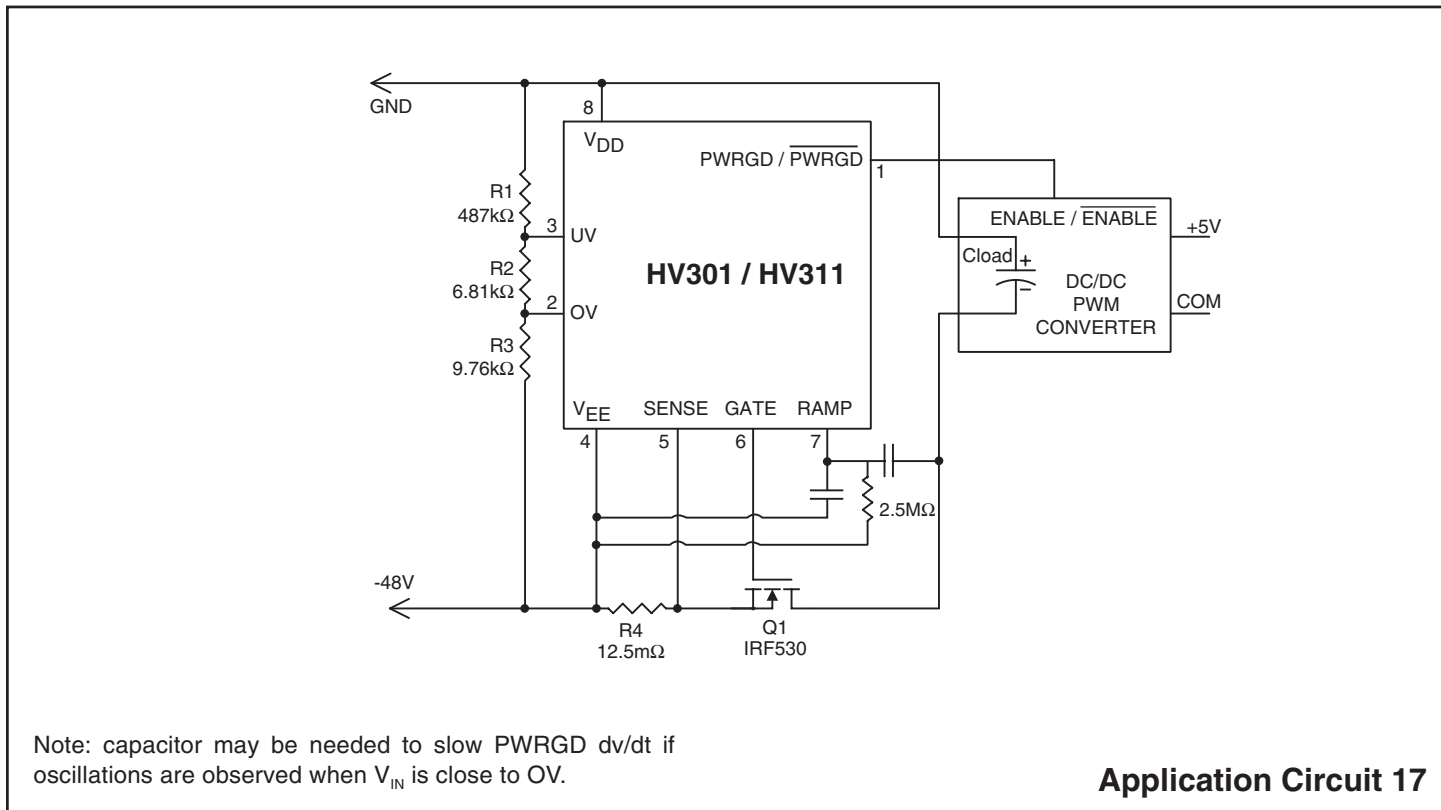 GND
8
VDD
PWRGD / PWRGD
1
R1
487kΩ
3
UV
ENABLE / ENABLE
+5V
Cload
+
−
R2
6.81kΩ
HV301 / HV311
DC/DC
PWM
CONVERTER
COM
2
OV
R3
9.76kΩ
VEE
SENSE
GATE
RAMP
4
5
6
7
2.5MΩ
-48V
R4
12.5mΩ
Q1
IRF530
Note: capacitor may be needed to slow PWRGD dv/dt if
oscillations are observed when VIN is close to OV.
Application Circuit 17